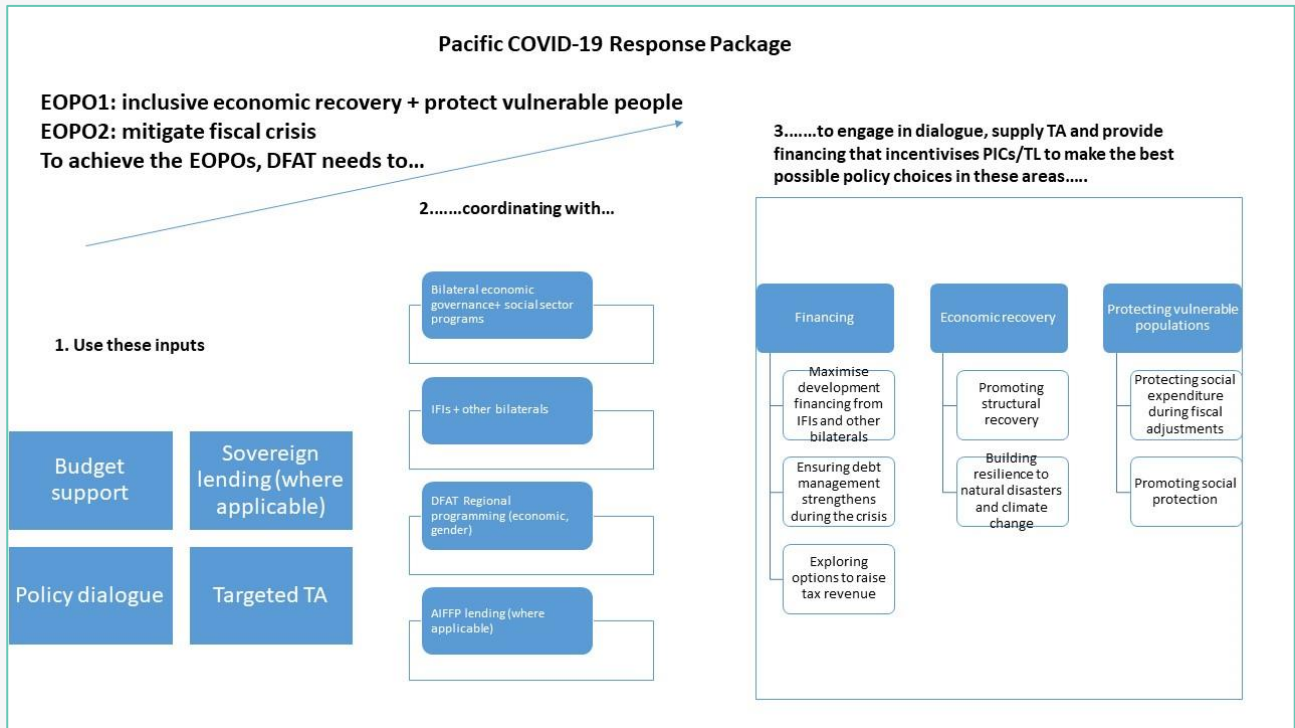 Pacific COVID-19 Response Package
EOPO1: inclusive economic recovery + protect vulnerable people
EOPO2: mitigate fiscal crisis
To achieve the EOPOs, DFAT needs to...
1. Use these inputs
Budget
support
Sovereign
lending (where
applicable)
Policy dialogue
Targeted TA
2.......coordinating with...
Bilateral economic
governance+ social sector
programs
IFIs + other bilaterals
DFAT Regional
programming (economic,
gender)
AIFFP lending (where
applicable)
3......to engage in dialogue, supply TA and provide
financing that incentivises PICs/TL to make the best
possible policy choices in these areas.....
Financing
Maximise
development
financing from
IFIs and other
bilaterals
Ensuring debt
management
strengthens
during the crisis
Exploring
options to raise
tax revenue
Economic recovery
Promoting
structural
recovery
Building
resilience to
natural disasters
and climate
change
Protecting vulnerable
populations
Protecting social
expenditure
during fiscal
adjustments
Promoting social
protection